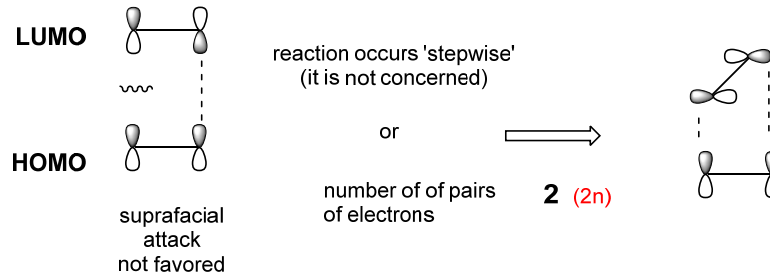 LUMO
HOMO
suprafacial
attack
not favored
reaction occurs 'stepwise'
(it is not concerned)
or
number of of pairs
of electrons
2 (2n)